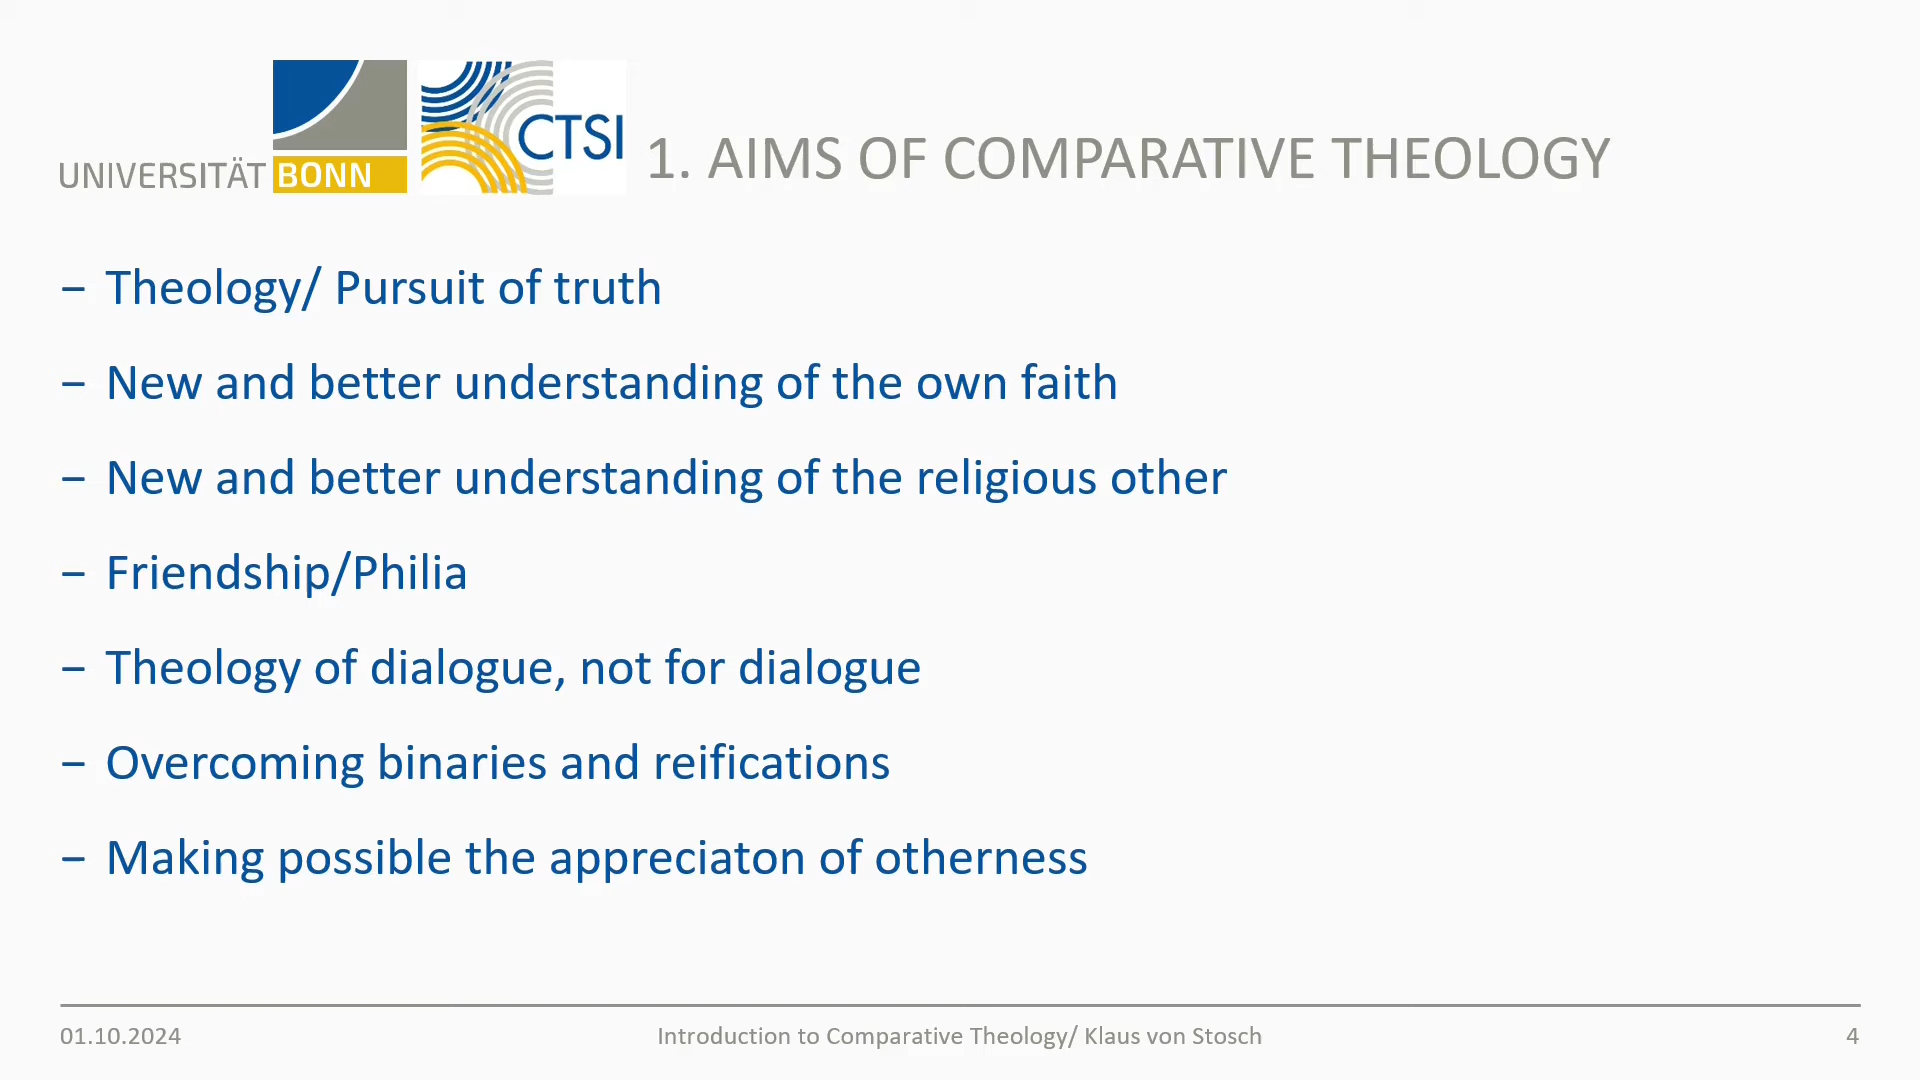 UNIVERSITÄT BONN
CTSI
1. AIMS OF COMPARATIVE THEOLOGY
– Theology/ Pursuit of truth
– New and better understanding of the own faith
– New and better understanding of the religious other
– Friendship/Philia
– Theology of dialogue, not for dialogue
– Overcoming binaries and reifications
– Making possible the appreciaton of otherness
01.10.2024
Introduction to Comparative Theology/ Klaus von Stosch
4